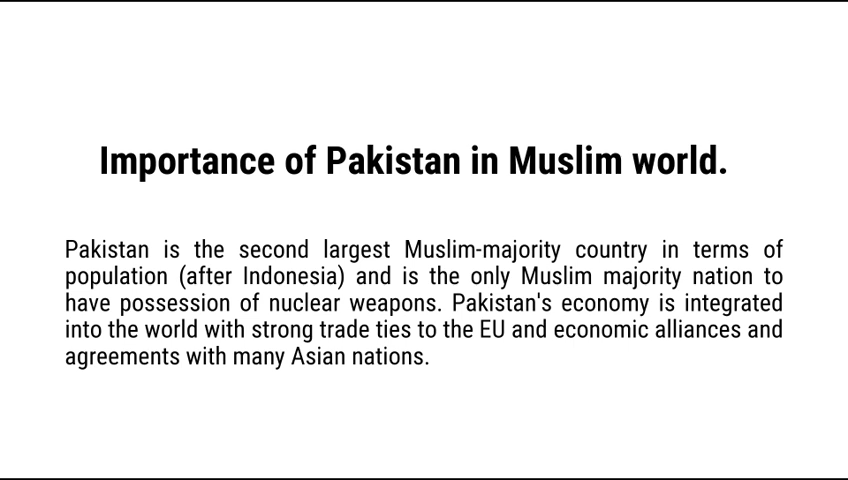 Importance of Pakistan in Muslim world.
Pakistan is the second largest Muslim-majority country in terms of
population (after Indonesia) and is the only Muslim majority nation to
have possession of nuclear weapons. Pakistan's economy is integrated
into the world with strong trade ties to the EU and economic alliances and
agreements with many Asian nations.